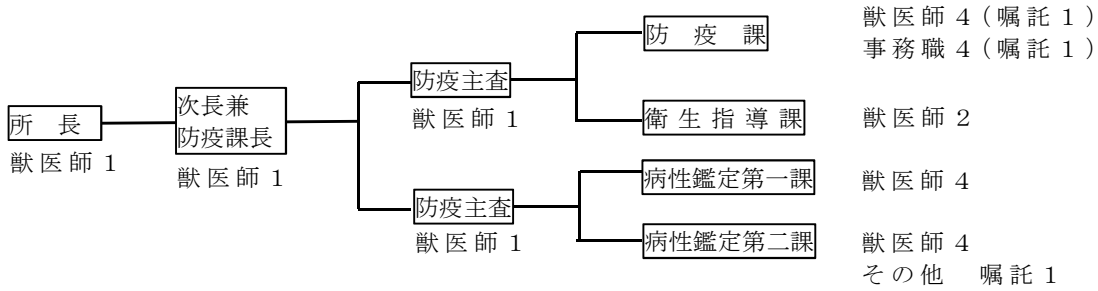 所長
獣医師１
次長兼
防疫課長
獣医師１
防疫主査
獣医師１
防疫主査
獣医師１
防疫課
獣医師４(嘱託１)
事務職４(嘱託１)
衛生指導課
獣医師２
病性鑑定第一課
獣医師４
病性鑑定第二課
獣医師４
その他　嘱託１